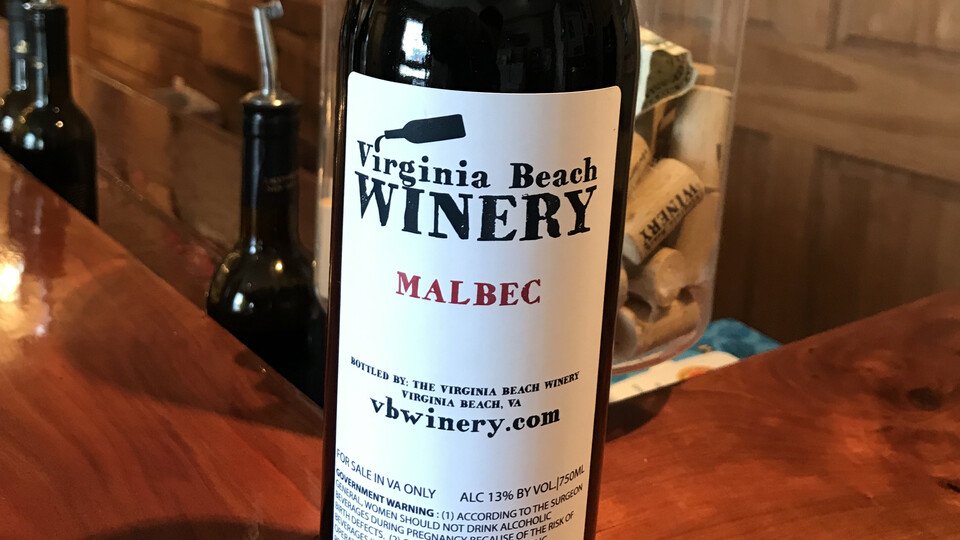 Virginia Beach
WINERY
MALBEC
BOTTLED BY: THE VIRGINIA BEACH WINERY
VIRGINIA BEACH, VA
vbwinery.com
FOR SALE IN VA ONLY ALC 13% BY VOL.|750ML
GOVERNMENT WARNING : (1) ACCORDING TO THE SURGEON
GENERAL, WOMEN SHOULD NOT DRINK ALCOHOLIC
BEVERAGES DURING PREGNANCY BECAUSE OF THE RISK OF
BIRTH DEFECTS.
WINERY